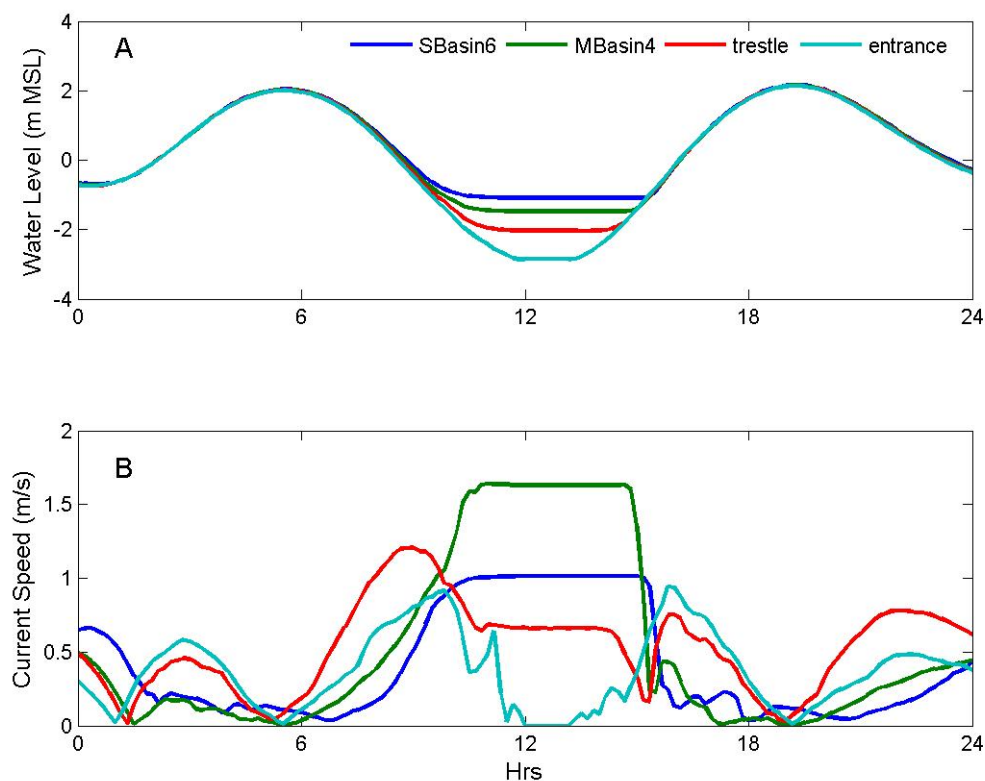 A
SBasin6 MBasin4 trestle entrance
Water Level (m MSL)
4
2
0
-2
-4
0 6 12 18 24
B
Current Speed (m/s)
2
1.5
1
0.5
0
0 6 12 18 24
Hrs